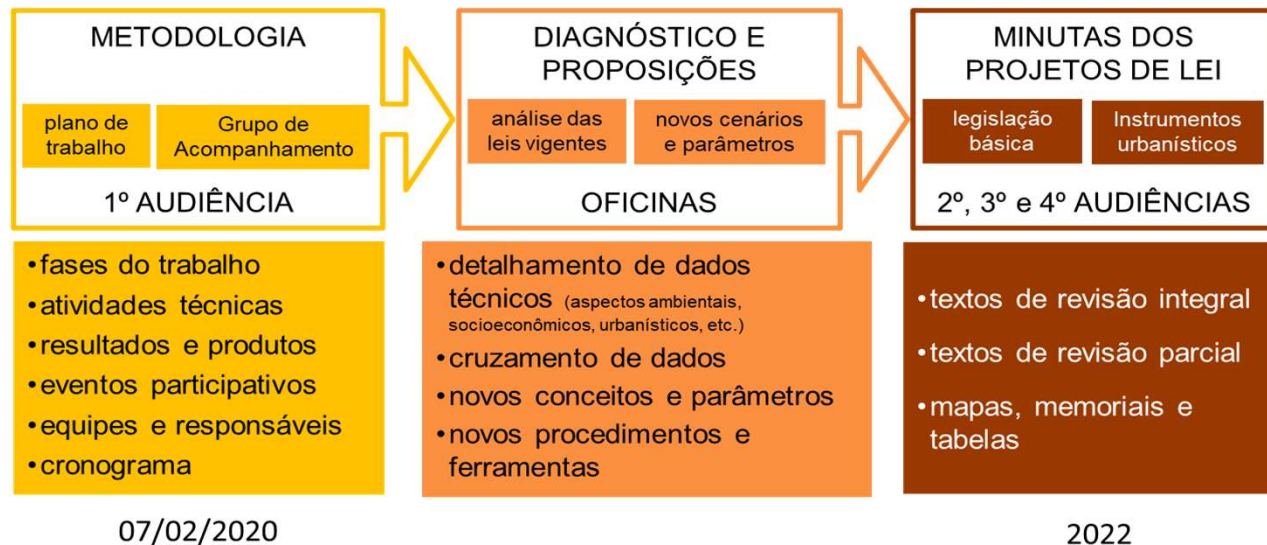 METODOLOGIA
plano de
trabalho
Grupo de
Acompanhamento
1º AUDIÊNCIA
•fases do trabalho
•atividades técnicas
•resultados e produtos
•eventos participativos
•equipes e responsáveis
•cronograma
07/02/2020
DIAGNÓSTICO E
PROPOSIÇÕES
análise das
leis vigentes
novos cenários
e parâmetros
OFICINAS
•detalhamento de dados
técnicos (aspectos ambientais,
socioeconômicos, urbanísticos, etc.)
•cruzamento de dados
•novos conceitos e parâmetros
•novos procedimentos e
ferramentas
MINUTAS DOS
PROJETOS DE LEI
legislação
básica
Instrumentos
urbanísticos
2º, 3º e 4º AUDIÊNCIAS
•textos de revisão integral
•textos de revisão parcial
•mapas, memoriais e
tabelas
2022